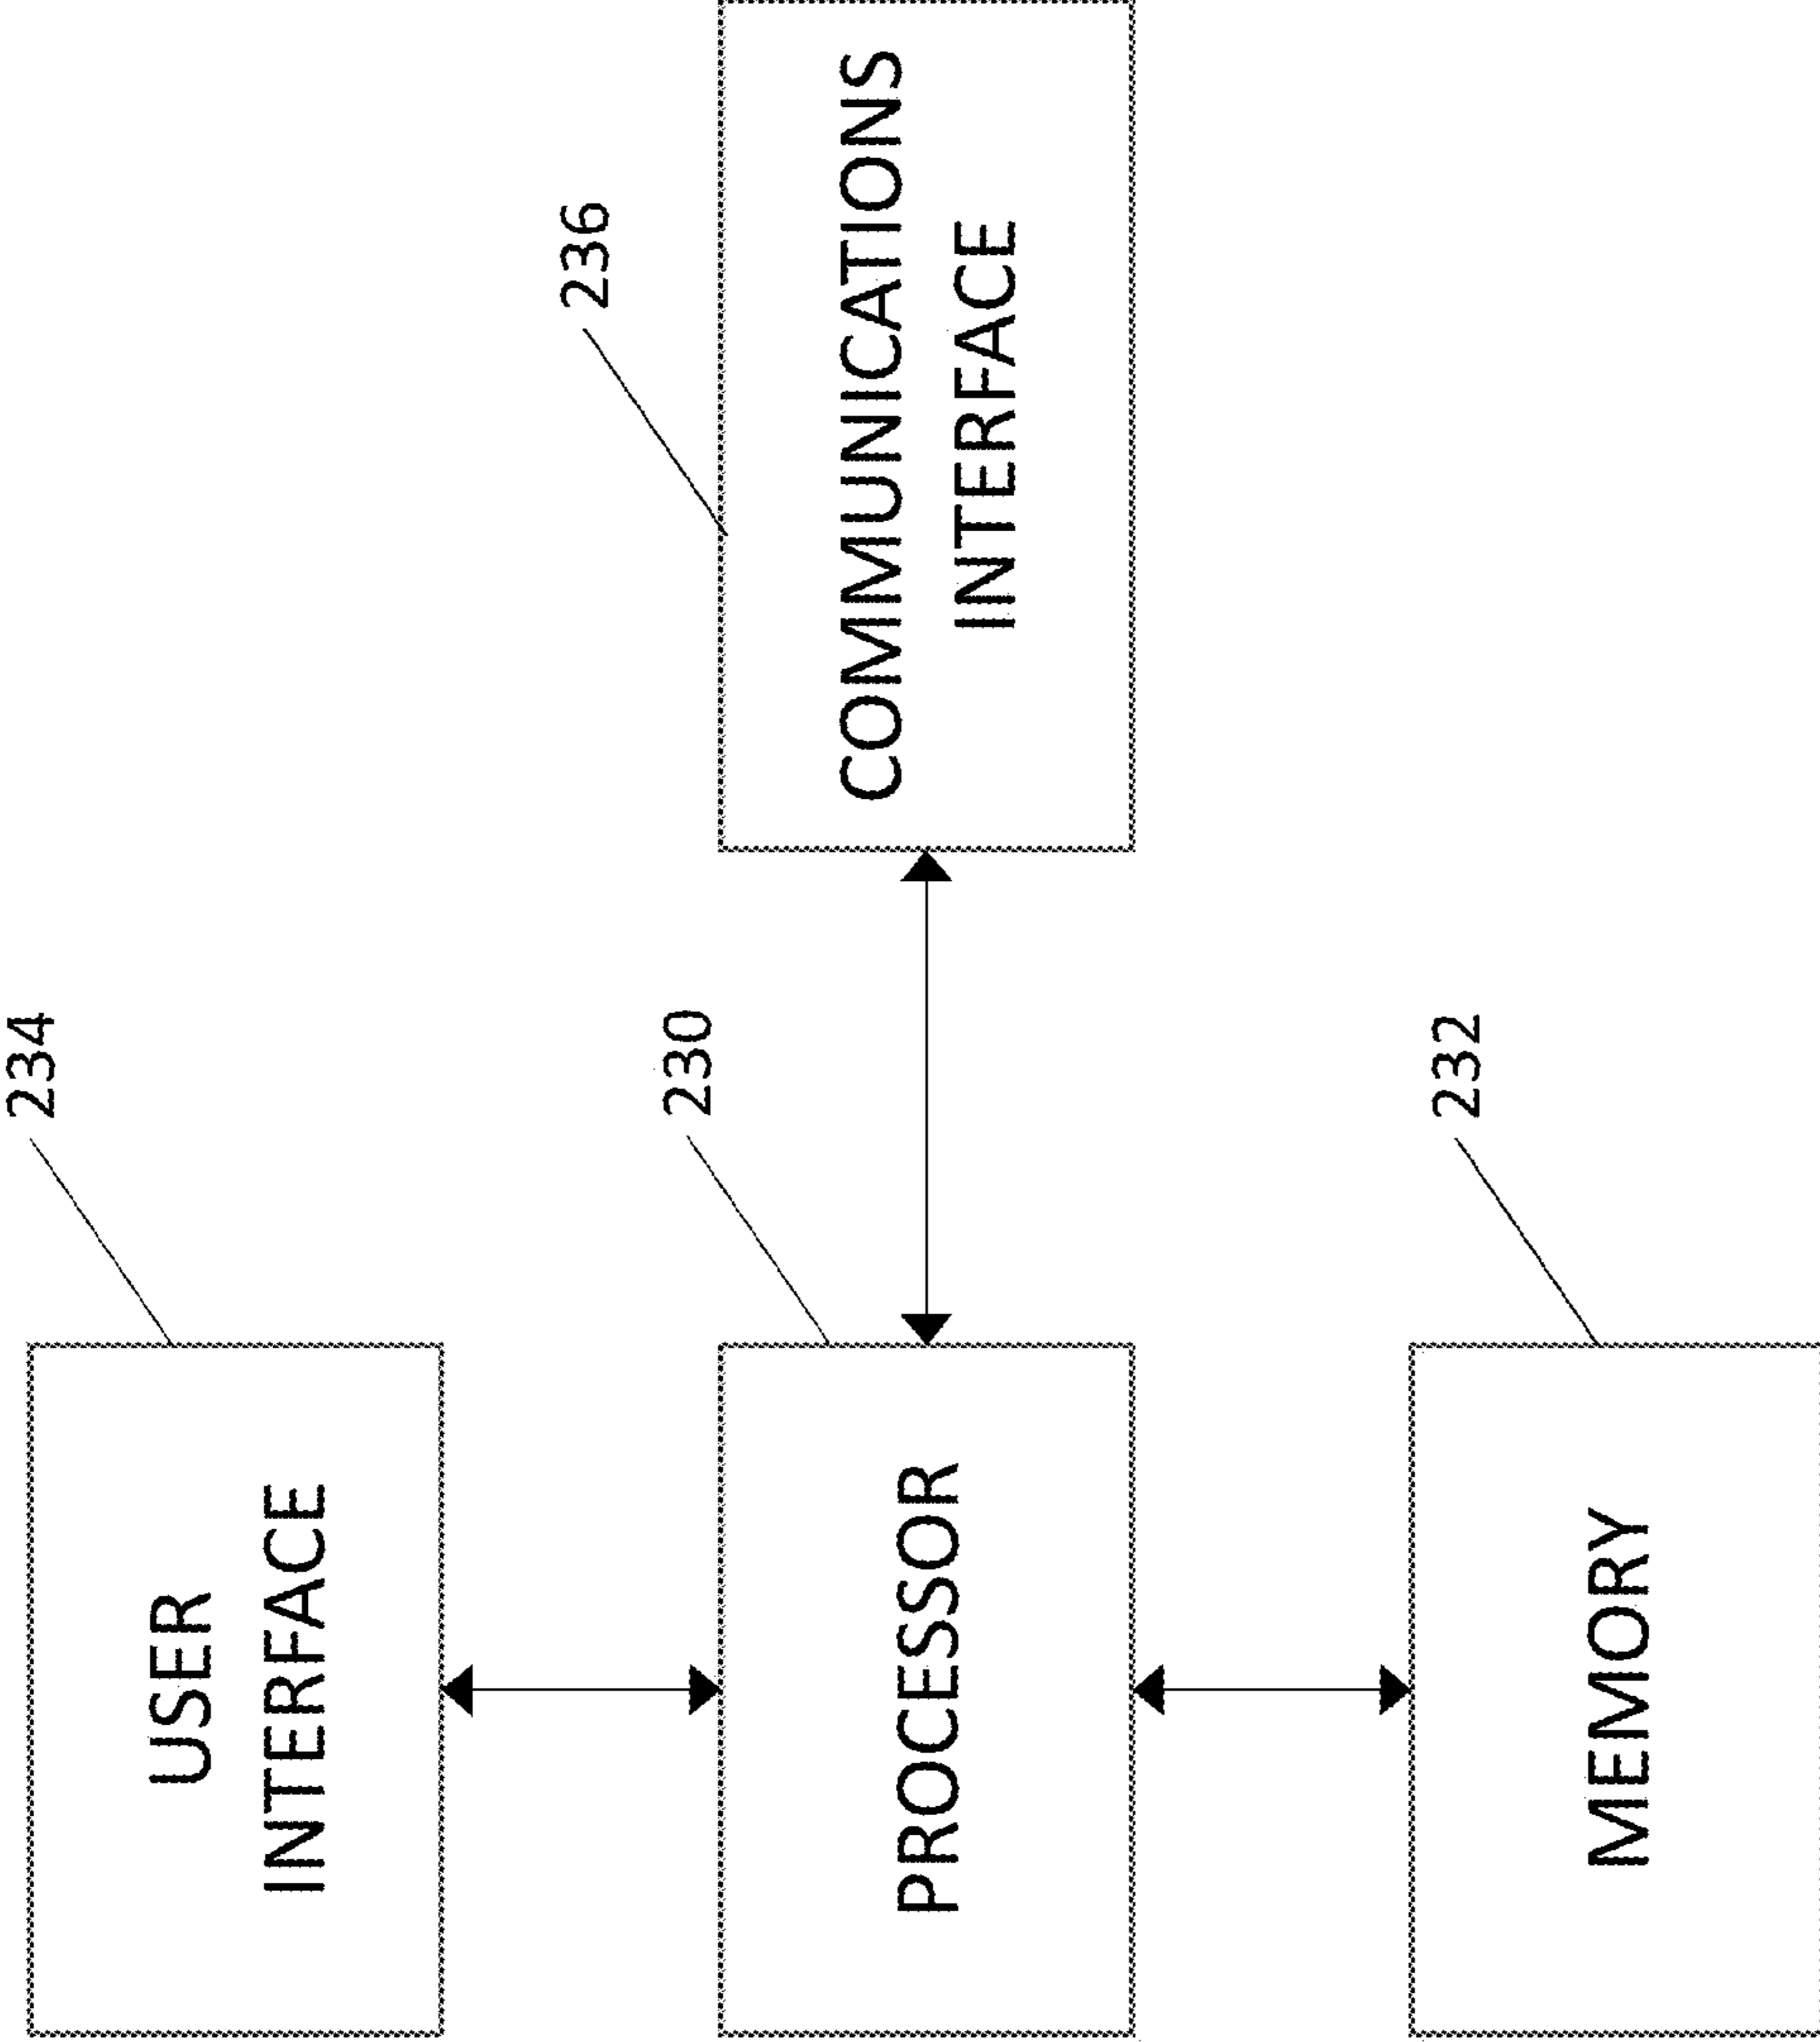 234
USER
INTERFACE
230
PROCESSOR
236
COMMUNICATIONS
INTERFACE
232
MEMORY